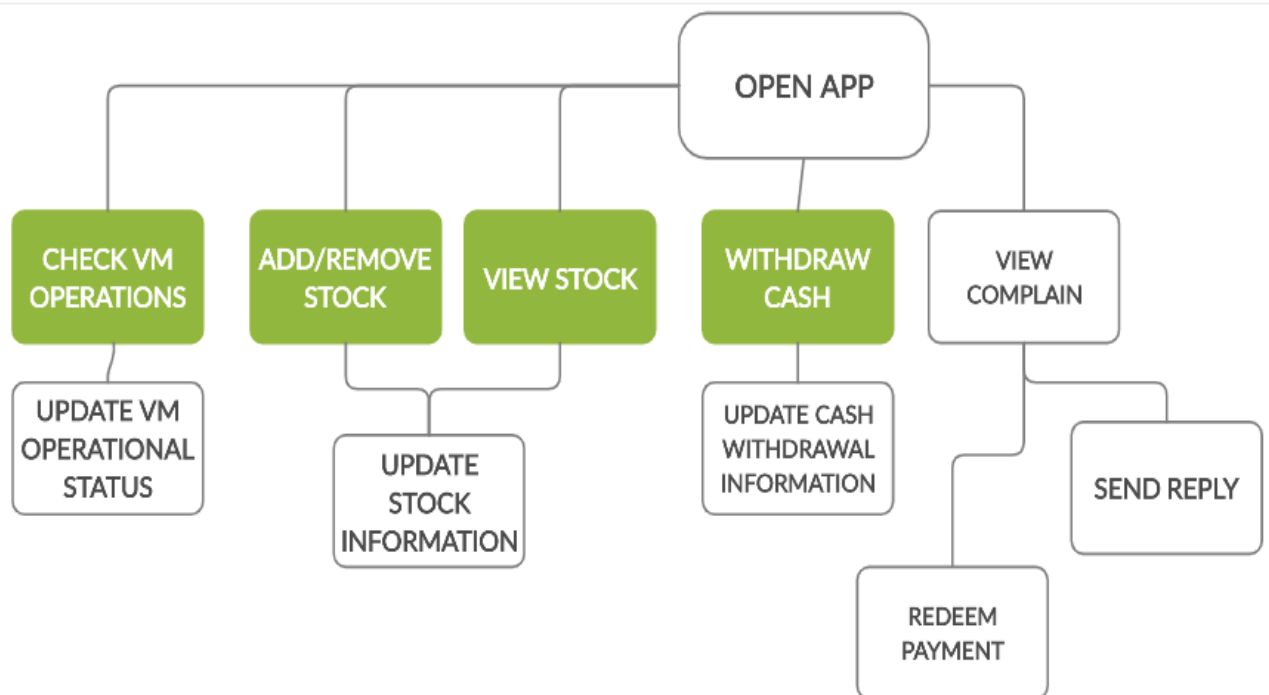 OPEN APP
CHECK VM
OPERATIONS
ADD/REMOVE
STOCK
VIEW STOCK
WITHDRAW
CASH
VIEW
COMPLAIN
UPDATE VM
OPERATIONAL
STATUS
UPDATE
STOCK
INFORMATION
UPDATE CASH
WITHDRAWAL
INFORMATION
SEND REPLY
REDEEM
PAYMENT